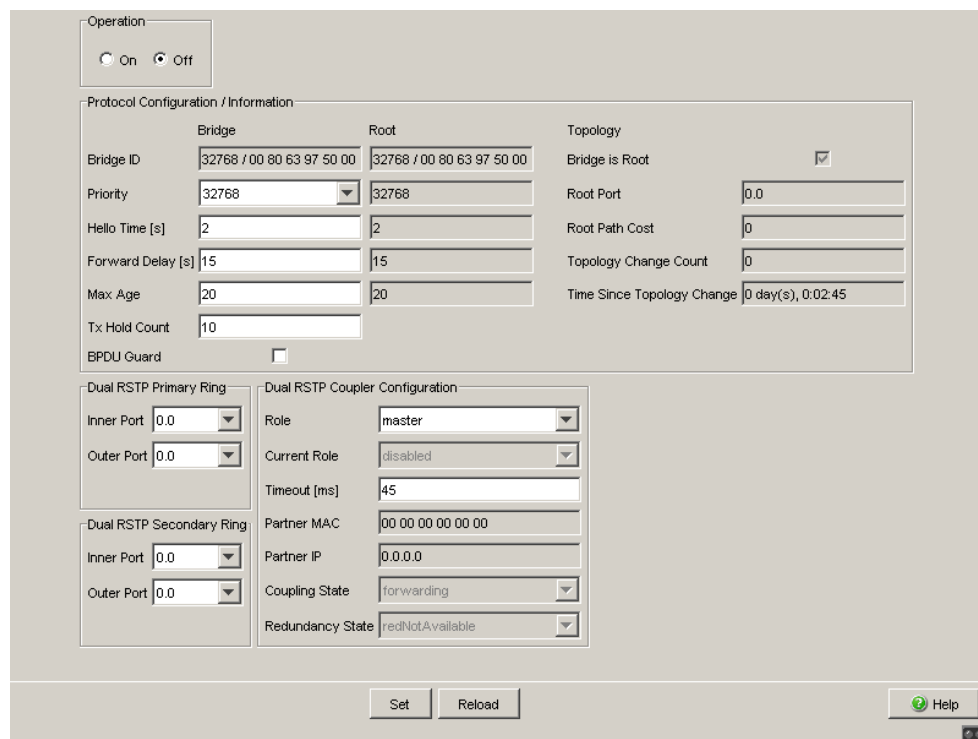 Operation
On Off
Protocol Configuration / Information
Bridge Root Topology
Bridge ID 32768 / 00 80 63 97 50 00 32768 / 00 80 63 97 50 00 Bridge is Root
Priority 32768 32768 Root Port 0.0
Hello Time [s] 2 2 Root Path Cost 0
Forward Delay [s] 15 15 Topology Change Count 0
Max Age 20 20 Time Since Topology Change 0 day(s), 0:02:45
Tx Hold Count 10
BPDU Guard
Dual RSTP Primary Ring
Inner Port 0.0
Outer Port 0.0
Dual RSTP Secondary Ring
Inner Port 0.0
Outer Port 0.0
Dual RSTP Coupler Configuration
Role master
Current Role disabled
Timeout [ms] 45
Partner MAC 00 00 00 00 00 00
Partner IP 0.0.0.0
Coupling State forwarding
Redundancy State redNotAvailable
Set Reload Help